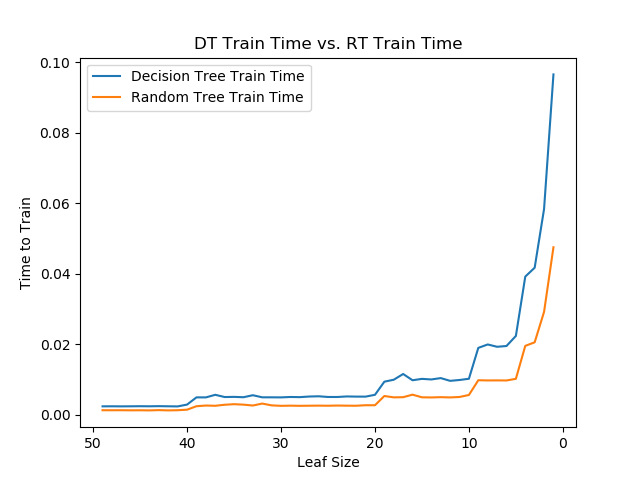 DT Train Time vs. RT Train Time
Decision Tree Train Time
Random Tree Train Time
0.10
0.08
0.06
0.04
0.02
0.00
Time to Train
50 40 30 20 10 0
Leaf Size